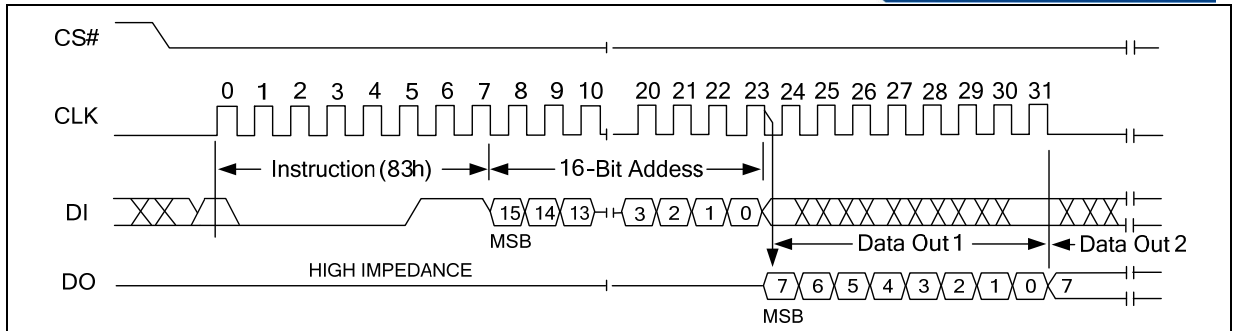 CS#
0 1 2 3 4 5 6 7 8 9 10 20 21 22 23 24 25 26 27 28 29 30 31
CLK
Instruction (83h) 16-Bit Addess
DI 15 14 13 3 2 1 0
MSB
Data Out 1 Data Out 2
HIGH IMPEDANCE
DO 7 6 5 4 3 2 1 0 7
MSB